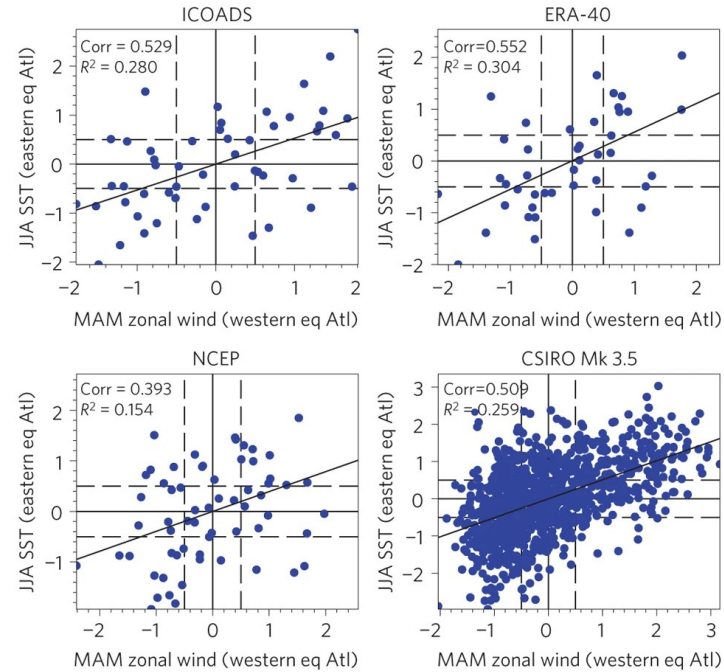 ICOADS
Corr = 0.529
R² = 0.280
2
1
0
−1
−2
−2
−1
0
1
2
JJA SST (eastern eq Atl)
MAM zonal wind (western eq Atl)
ERA-40
Corr=0.552
R² = 0.304
2
1
0
−1
−2
−2
−1
0
1
2
JJA SST (eastern eq Atl)
MAM zonal wind (western eq Atl)
NCEP
Corr = 0.393
R² = 0.154
2
1
0
−1
−2
−1
0
1
2
JJA SST (eastern eq Atl)
MAM zonal wind (western eq Atl)
CSIRO Mk 3.5
Corr=0.509
R² = 0.259
3
2
1
0
−1
−2
−2
−1
0
1
2
3
JJA SST (eastern eq Atl)
MAM zonal wind (western eq Atl)